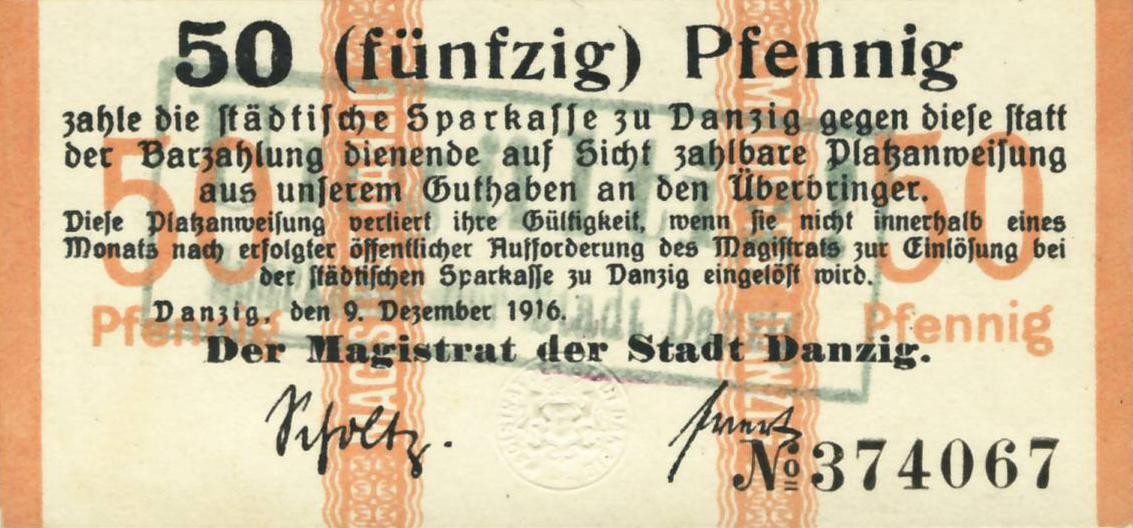 50 (fünfzig) Pfennig
zahle die städtische Sparkasse zu Danzig gegen diese statt
der Barzahlung dienende auf Sicht zahlbare Platzanweisung
aus unserem Guthaben an den Überbringer.
Diese Platzanweisung verliert ihre Gültigkeit, wenn sie nicht innerhalb eines
Monats nach erfolgter öffentlicher Aufforderung des Magistrats zur Einlösung bei
der städtischen Sparkasse zu Danzig eingelöst wird.
50 50
Pfennig Pfennig
Danzig, den 9. Dezember 1916.
Der Magistrat der Stadt Danzig.
Scholtz.
No 374067